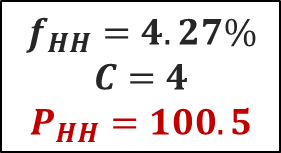 f_HH = 4.27%
C = 4
P_HH = 100.5